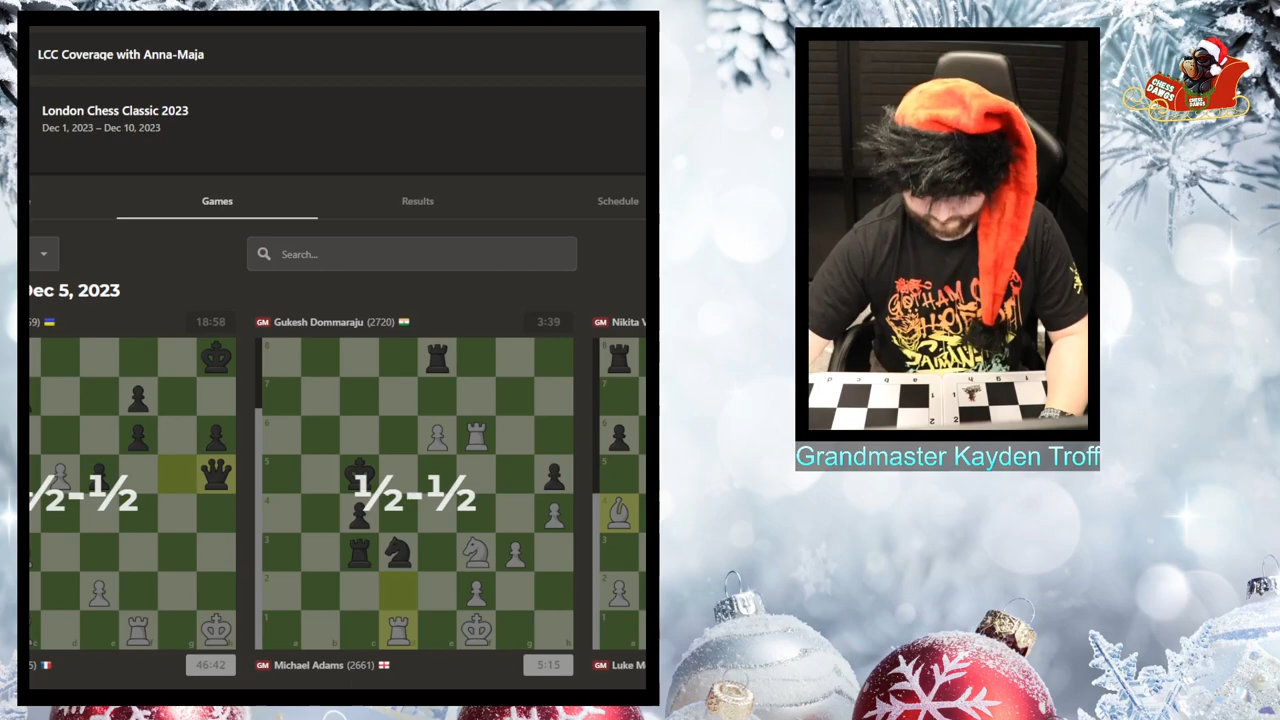 LCC Coverage with Anna-Maja
London Chess Classic 2023
Dec 1, 2023 – Dec 10, 2023
Games
Results
Schedule
Search...
Dec 5, 2023
18:58
GM Gukesh Dommaraju (2720)
3:39
GM Nikita V
½-½
½-½
46:42
GM Michael Adams (2661)
5:15
GM Luke M
CHESS DAWGS
GOTHAM C
Grandmaster Kayden Troff